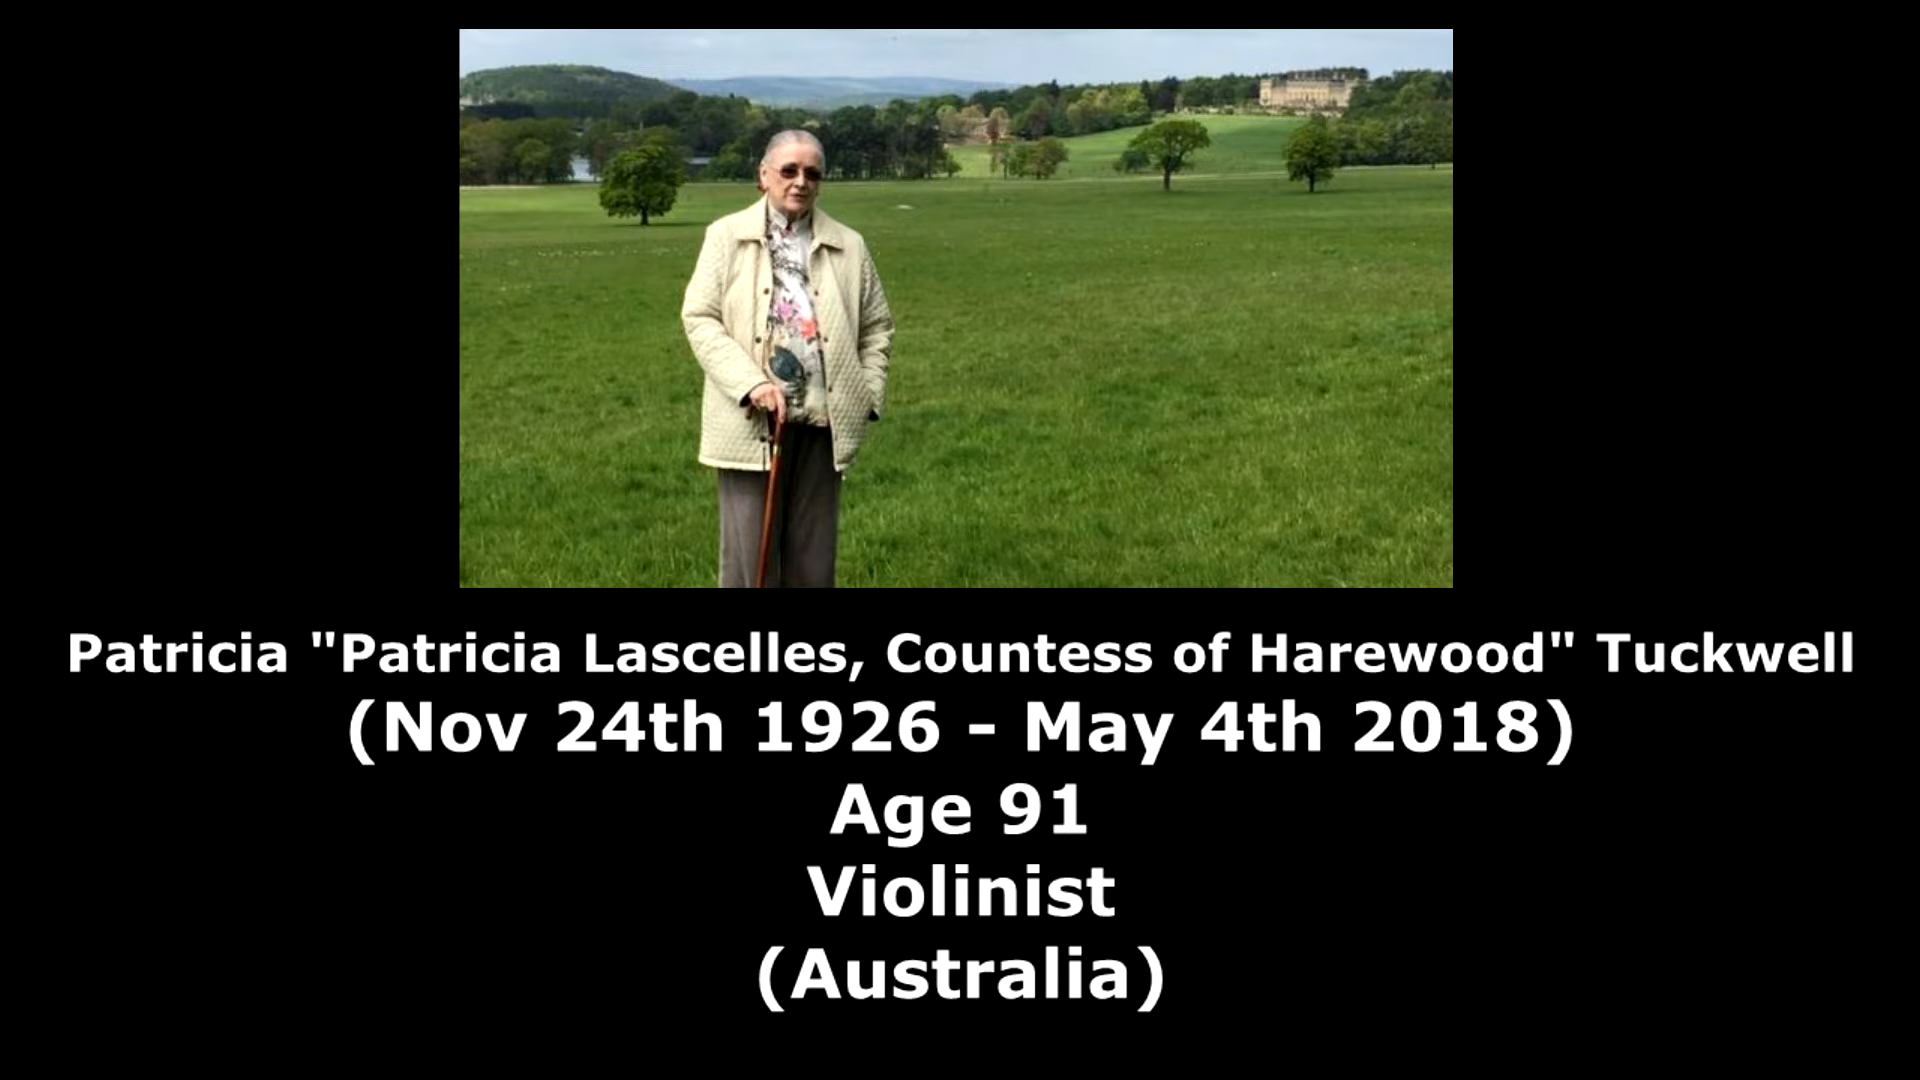 Patricia "Patricia Lascelles, Countess of Harewood" Tuckwell
(Nov 24th 1926 - May 4th 2018)
Age 91
Violinist
(Australia)